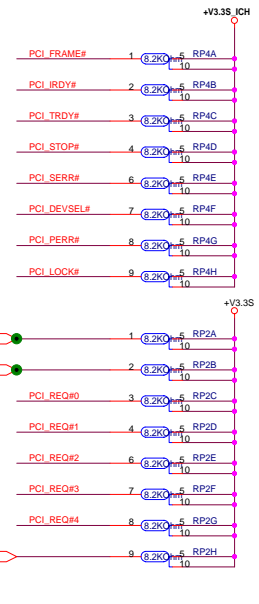 +V3.3S_ICH
PCI_FRAME# 1 8.2KOhm 5 RP4A
10
PCI_IRDY# 2 8.2KOhm 5 RP4B
10
PCI_TRDY# 3 8.2KOhm 5 RP4C
10
PCI_STOP# 4 8.2KOhm 5 RP4D
10
PCI_SERR# 6 8.2KOhm 5 RP4E
10
PCI_DEVSEL# 7 8.2KOhm 5 RP4F
10
PCI_PERR# 8 8.2KOhm 5 RP4G
10
PCI_LOCK# 9 8.2KOhm 5 RP4H
10
+V3.3S
1 8.2KOhm 5 RP2A
10
2 8.2KOhm 5 RP2B
10
PCI_REQ#0 3 8.2KOhm 5 RP2C
10
PCI_REQ#1 4 8.2KOhm 5 RP2D
10
PCI_REQ#2 6 8.2KOhm 5 RP2E
10
PCI_REQ#3 7 8.2KOhm 5 RP2F
10
PCI_REQ#4 8 8.2KOhm 5 RP2G
10
9 8.2KOhm 5 RP2H
10